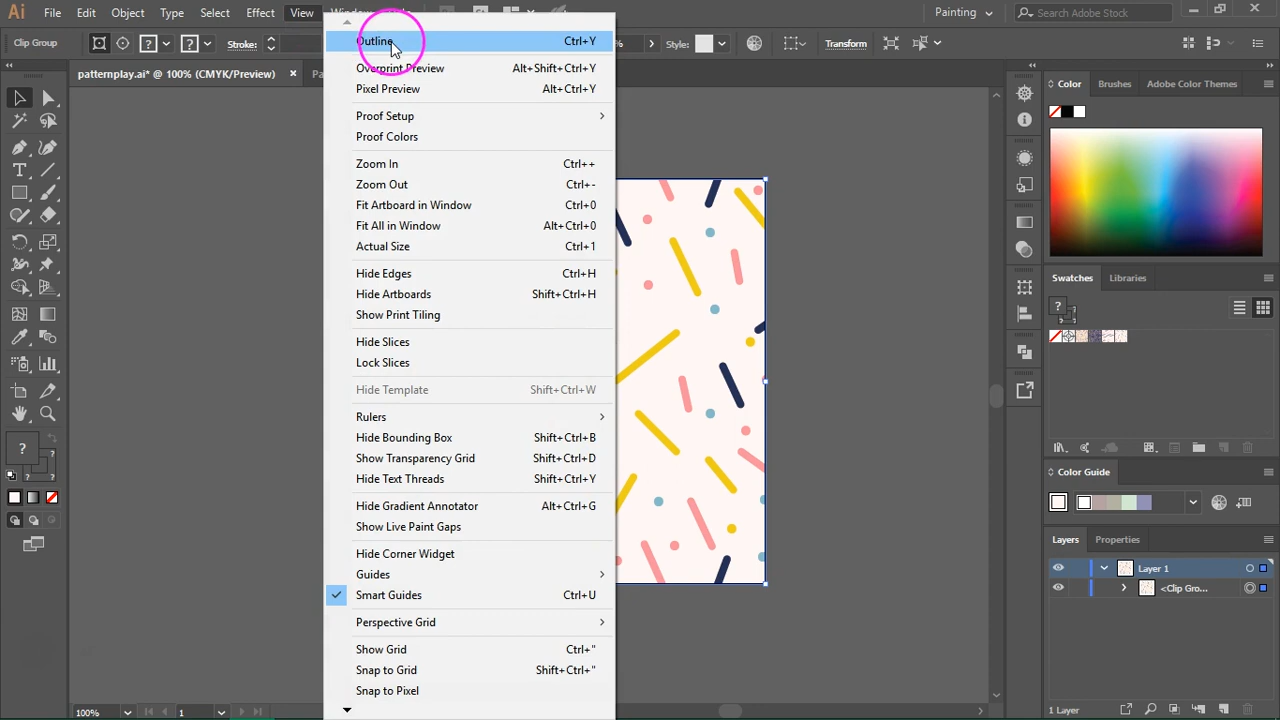 Ai File Edit Object Type Select Effect View
Painting Search Adobe Stock
Clip Group ? ? Stroke: % Style: Transform
patternplay.ai* @ 100% (CMYK/Preview) × Pa
Outline Ctrl+Y
Overprint Preview Alt+Shift+Ctrl+Y
Pixel Preview Alt+Ctrl+Y
Proof Setup
Proof Colors
Zoom In Ctrl++
Zoom Out Ctrl+-
Fit Artboard in Window Ctrl+0
Fit All in Window Alt+Ctrl+0
Actual Size Ctrl+1
Hide Edges Ctrl+H
Hide Artboards Shift+Ctrl+H
Show Print Tiling
Hide Slices
Lock Slices
Hide Template Shift+Ctrl+W
Rulers
Hide Bounding Box Shift+Ctrl+B
Show Transparency Grid Shift+Ctrl+D
Hide Text Threads Shift+Ctrl+Y
Hide Gradient Annotator Alt+Ctrl+G
Show Live Paint Gaps
Hide Corner Widget
Guides
Smart Guides Ctrl+U
Perspective Grid
Show Grid Ctrl+"
Snap to Grid Shift+Ctrl+"
Snap to Pixel
?
100% 1
Color Brushes Adobe Color Themes
Swatches Libraries
?
Color Guide
Layers Properties
Layer 1
<Clip Gro...
1 Layer